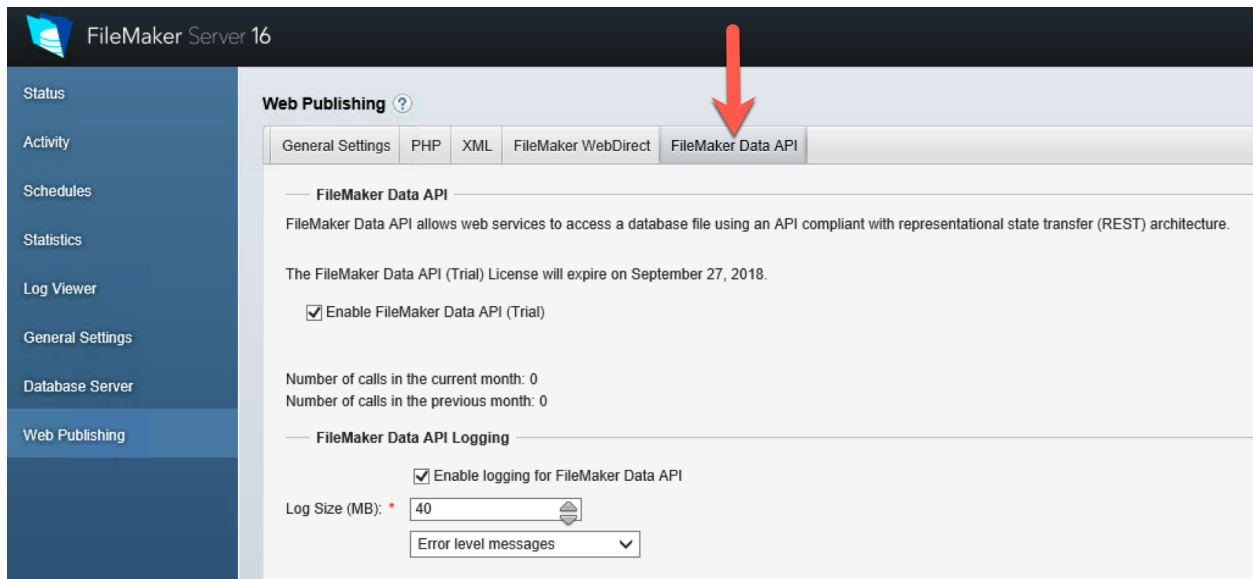 FileMaker Server 16
Status
Activity
Schedules
Statistics
Log Viewer
General Settings
Database Server
Web Publishing
Web Publishing ?
General Settings PHP XML FileMaker WebDirect FileMaker Data API
FileMaker Data API
FileMaker Data API allows web services to access a database file using an API compliant with representational state transfer (REST) architecture.
The FileMaker Data API (Trial) License will expire on September 27, 2018.
Enable FileMaker Data API (Trial)
Number of calls in the current month: 0
Number of calls in the previous month: 0
FileMaker Data API Logging
Enable logging for FileMaker Data API
Log Size (MB): * 40
Error level messages